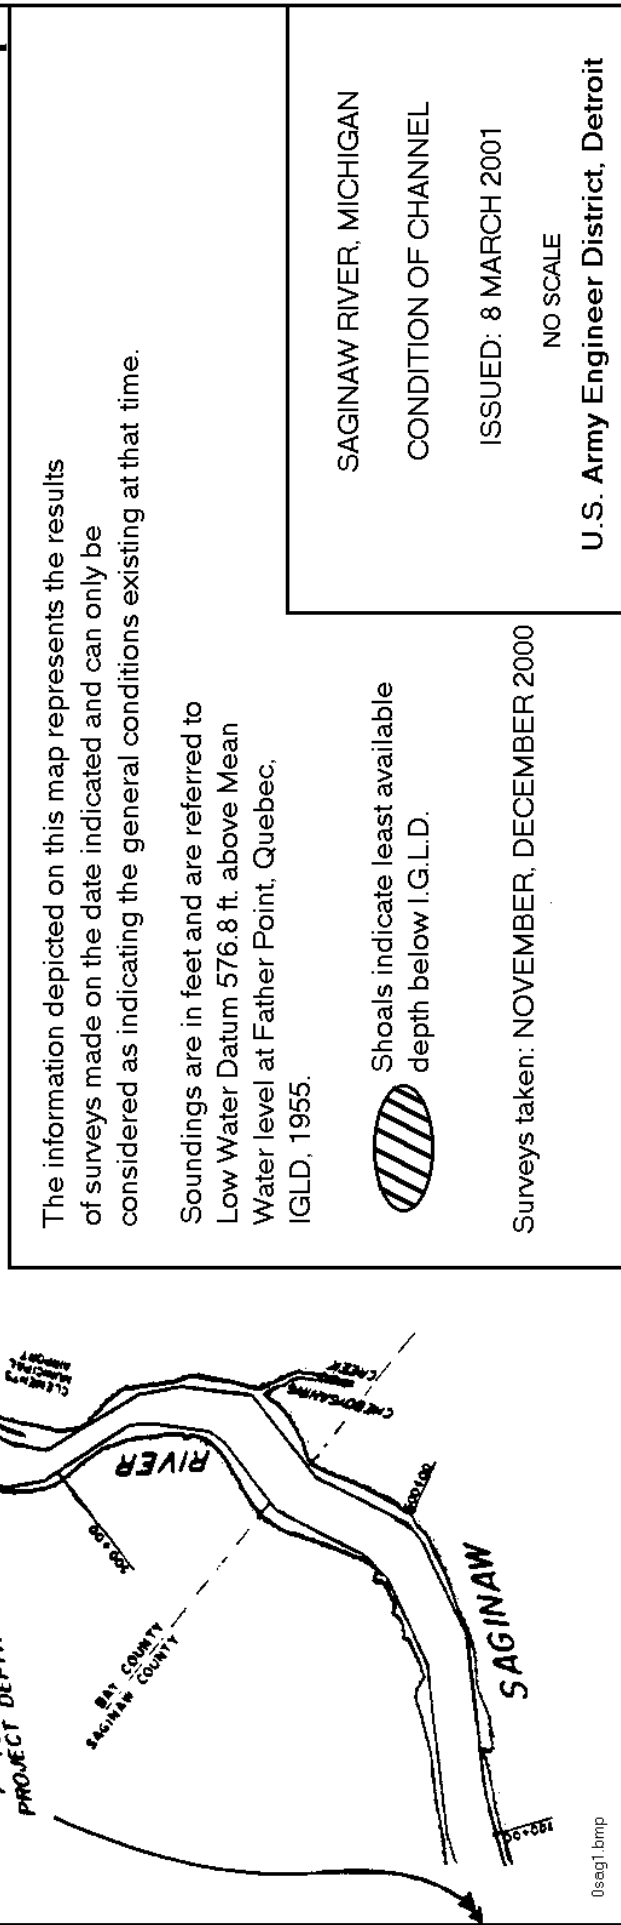 The information depicted on this map represents the results
of surveys made on the date indicated and can only be
considered as indicating the general conditions existing at that time.
Soundings are in feet and are referred to
Low Water Datum 576.8 ft. above Mean
Water level at Father Point, Quebec,
IGLD, 1955.
Shoals indicate least available
depth below I.G.L.D.
Surveys taken: NOVEMBER, DECEMBER 2000
SAGINAW RIVER, MICHIGAN
CONDITION OF CHANNEL
ISSUED: 8 MARCH 2001
NO SCALE
U.S. Army Engineer District, Detroit
CLEMENTS
MUNICIPAL
AIRPORT
CHEBOYGANING
CREEK
RIVER
BAY COUNTY
SAGINAW COUNTY
SAGINAW
PROJECT DEPTH
0sag1.bmp